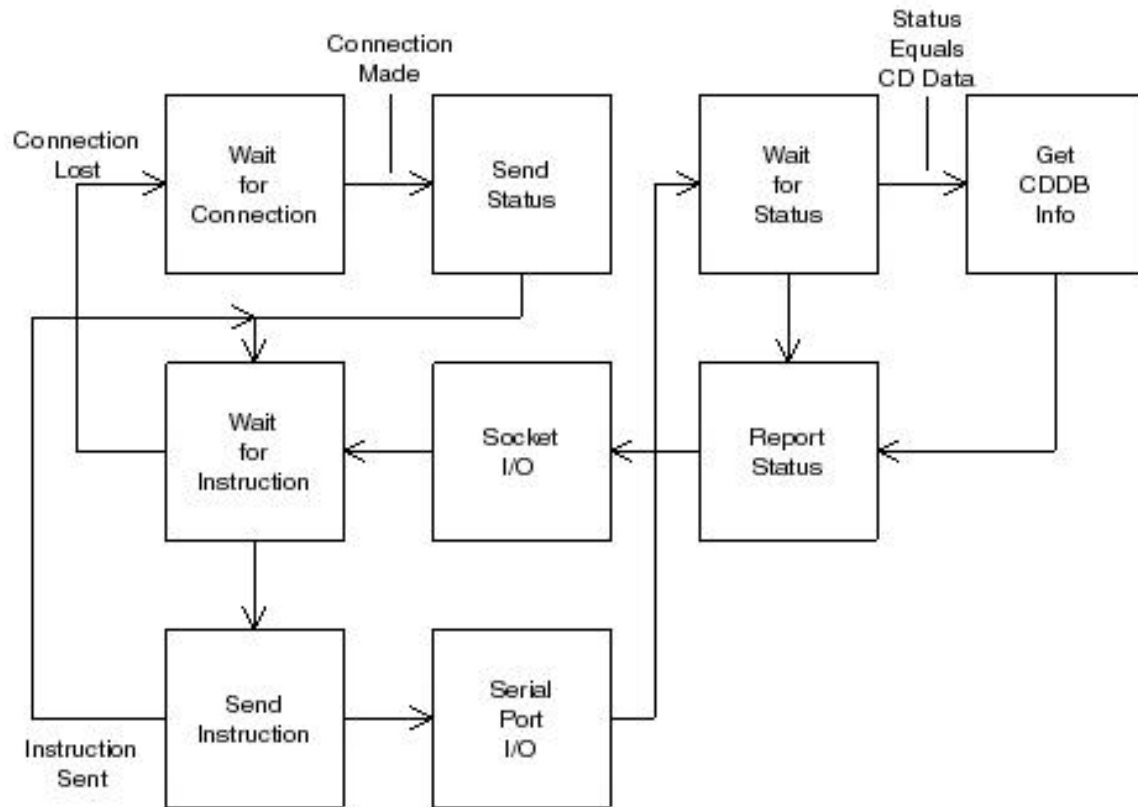 Connection
Made
Status
Equals
CD Data
Connection
Lost
Wait
for
Connection
Send
Status
Wait
for
Status
Get
CDDB
Info
Wait
for
Instruction
Socket
I/O
Report
Status
Send
Instruction
Serial
Port
I/O
Instruction
Sent